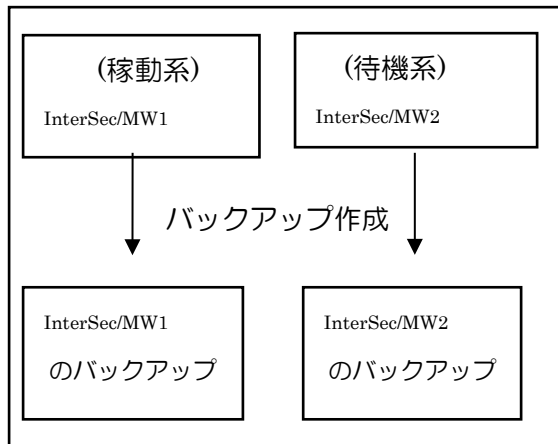 (稼動系)
InterSec/MW1
(待機系)
InterSec/MW2
バックアップ作成
InterSec/MW1
のバックアップ
InterSec/MW2
のバックアップ